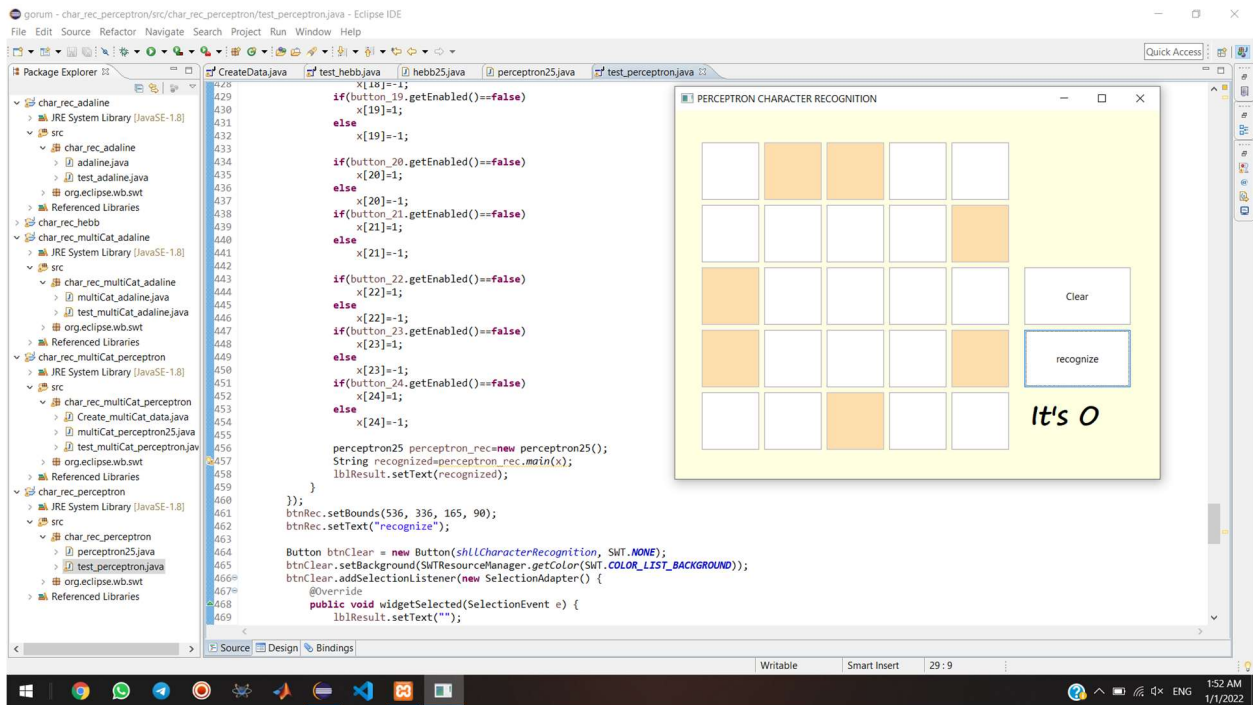 gorum - char_rec_perceptron/src/char_rec_perceptron/test_perceptron.java - Eclipse IDE
File Edit Source Refactor Navigate Search Project Run Window Help
Quick Access
Package Explorer
CreateData.java test_hebb.java hebb25.java perceptron25.java test_perceptron.java
char_rec_adaline
JRE System Library [JavaSE-1.8]
src
char_rec_adaline
adaline.java
test_adaline.java
org.eclipse.wb.swt
Referenced Libraries
char_rec_hebb
char_rec_multiCat_adaline
JRE System Library [JavaSE-1.8]
src
char_rec_multiCat_adaline
multiCat_adaline.java
test_multiCat_adaline.java
org.eclipse.wb.swt
Referenced Libraries
char_rec_multiCat_perceptron
JRE System Library [JavaSE-1.8]
src
char_rec_multiCat_perceptron
Create_multiCat_data.java
multiCat_perceptron25.java
test_multiCat_perceptron.jav
org.eclipse.wb.swt
Referenced Libraries
char_rec_perceptron
JRE System Library [JavaSE-1.8]
src
char_rec_perceptron
perceptron25.java
test_perceptron.java
org.eclipse.wb.swt
Referenced Libraries
428 x[18]=-1;
429 if(button_19.getEnabled()==false)
430 x[19]=1;
431 else
432 x[19]=-1;
433
434 if(button_20.getEnabled()==false)
435 x[20]=1;
436 else
437 x[20]=-1;
438 if(button_21.getEnabled()==false)
439 x[21]=1;
440 else
441 x[21]=-1;
442
443 if(button_22.getEnabled()==false)
444 x[22]=1;
445 else
446 x[22]=-1;
447 if(button_23.getEnabled()==false)
448 x[23]=1;
449 else
450 x[23]=-1;
451 if(button_24.getEnabled()==false)
452 x[24]=1;
453 else
454 x[24]=-1;
455
456 perceptron25 perceptron_rec=new perceptron25();
457 String recognized=perceptron_rec.main(x);
458 lblResult.setText(recognized);
459 }
460 });
461 btnRec.setBounds(536, 336, 165, 90);
462 btnRec.setText("recognize");
463
464 Button btnClear = new Button(shllCharacterRecognition, SWT.NONE);
465 btnClear.setBackground(SWTResourceManager.getColor(SWT.COLOR_LIST_BACKGROUND));
466 btnClear.addSelectionListener(new SelectionAdapter() {
467 @Override
468 public void widgetSelected(SelectionEvent e) {
469 lblResult.setText("");
PERCEPTRON CHARACTER RECOGNITION
Clear
recognize
It's O
Source Design Bindings
Writable Smart Insert 29 : 9
ENG
1:52 AM
1/1/2022